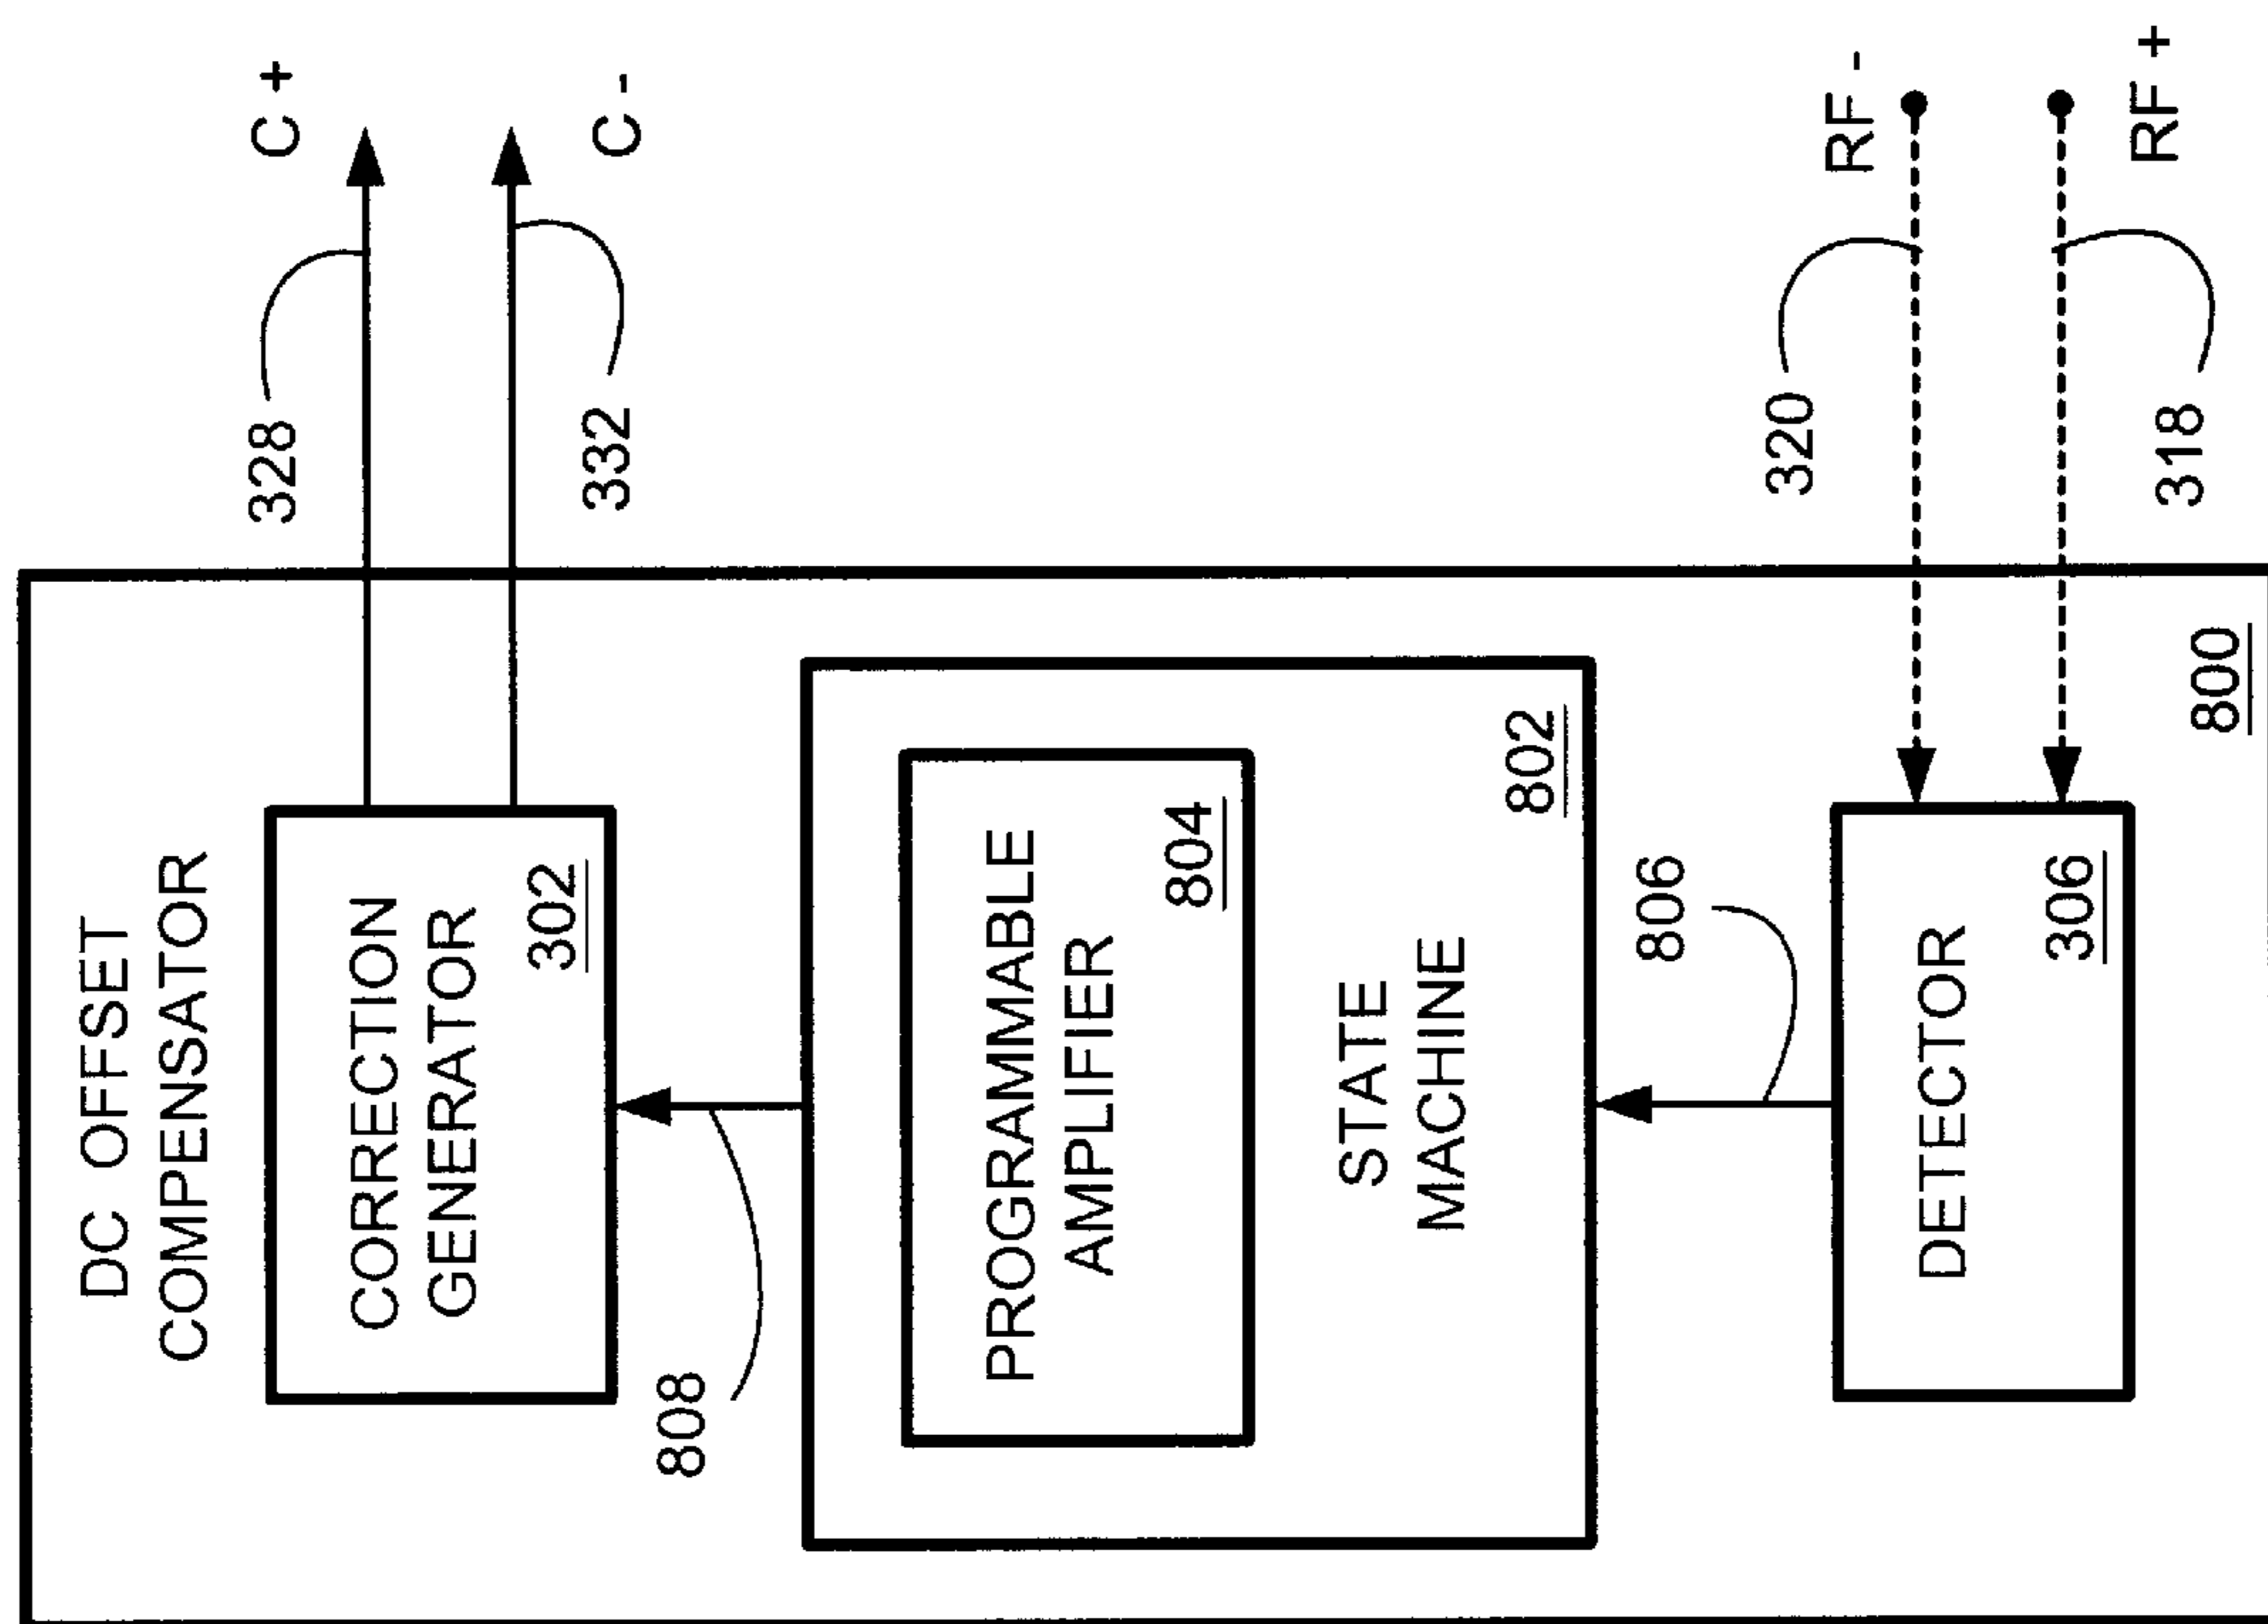 DC OFFSET
COMPENSATOR
CORRECTION
GENERATOR
302
328
C +
332
C -
808
PROGRAMMABLE
AMPLIFIER
804
STATE
MACHINE
802
806
DETECTOR
306
320
RF -
318
RF +
800